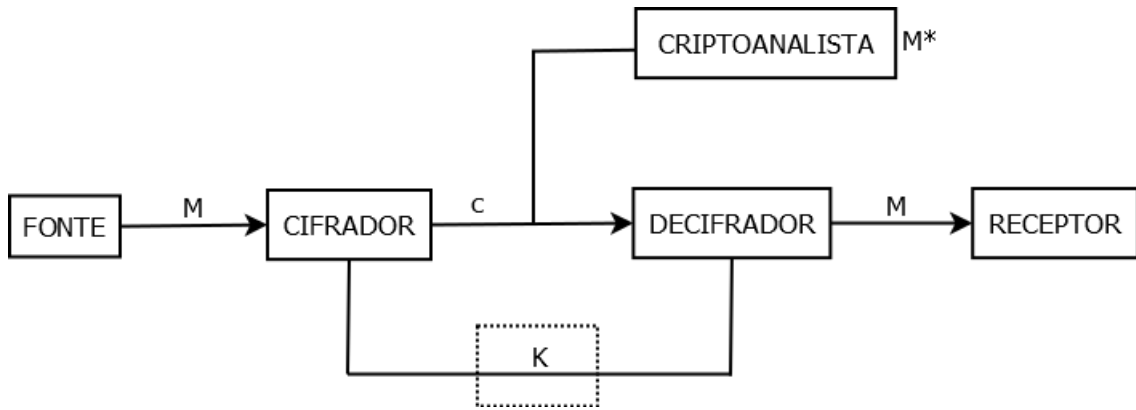 CRIPTOANALISTA M*
FONTE
M
CIFRADOR
C
DECIFRADOR
M
RECEPTOR
K